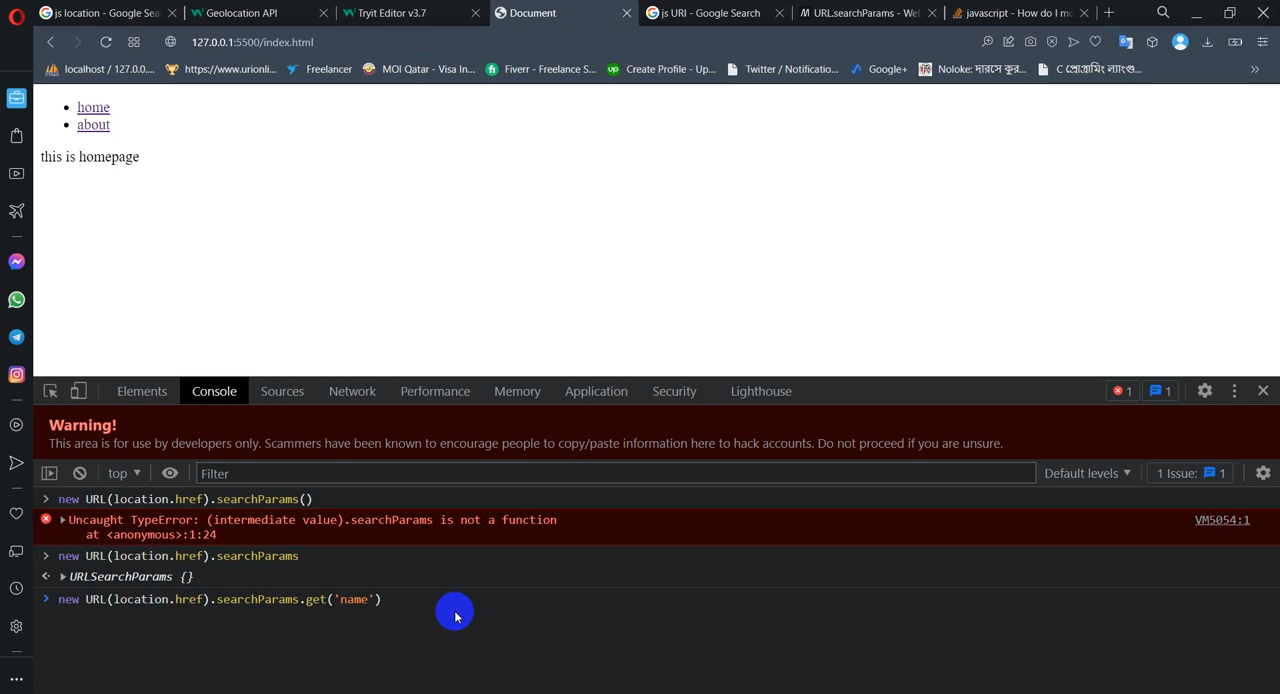 js location - Google Sea
Geolocation API
Tryit Editor v3.7
Document
js URI - Google Search
URL.searchParams - We
javascript - How do I mo
127.0.0.1:5500/index.html
localhost / 127.0.0....
https://www.urionli...
Freelancer
MOI Qatar - Visa In...
Fiverr - Freelance S...
Create Profile - Up...
Twitter / Notificatio...
Google+
Noloke: দারসে কুর...
C প্রোগ্রামিং ল্যাংগু...
home
about
this is homepage
Elements
Console
Sources
Network
Performance
Memory
Application
Security
Lighthouse
1
1
Warning!
This area is for use by developers only. Scammers have been known to encourage people to copy/paste information here to hack accounts. Do not proceed if you are unsure.
top
Filter
Default levels
1 Issue: 1
new URL(location.href).searchParams()
Uncaught TypeError: (intermediate value).searchParams is not a function
VM5054:1
at <anonymous>:1:24
new URL(location.href).searchParams
URLSearchParams {}
new URL(location.href).searchParams.get('name')